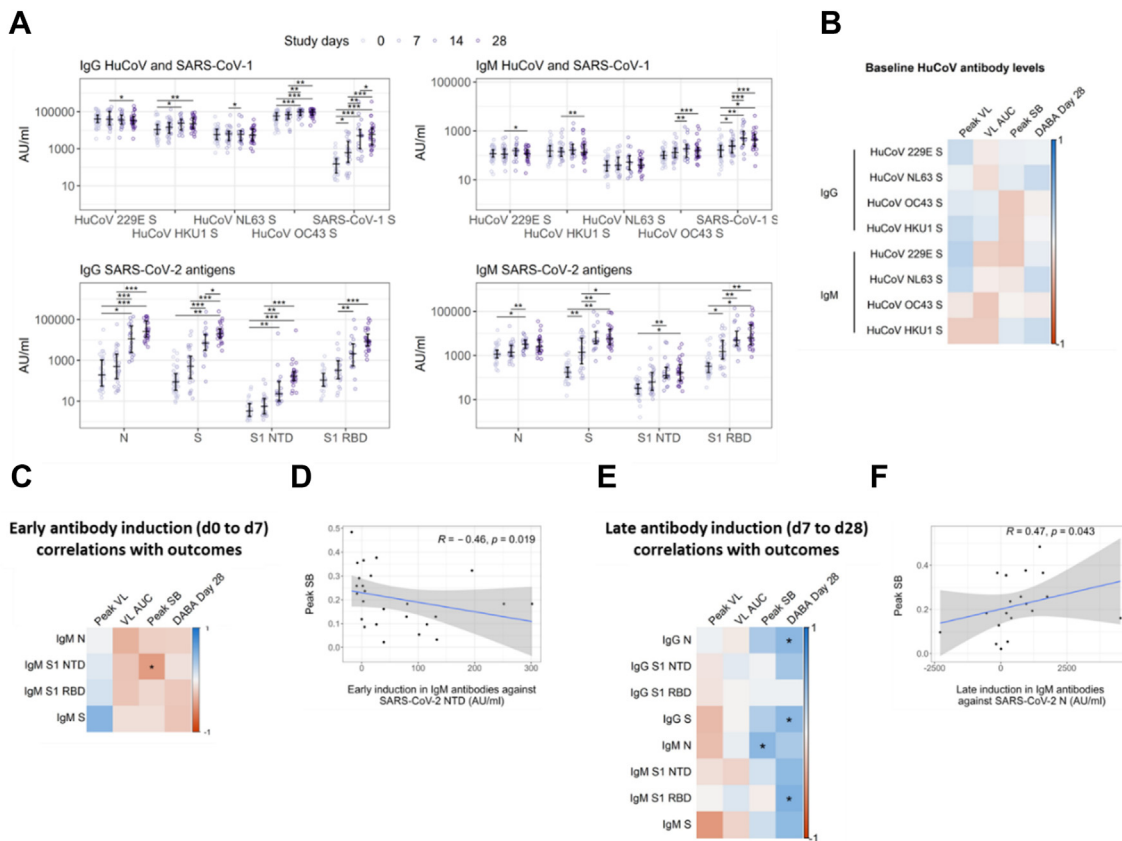 A
Study days 0 7 14 28
IgG HuCoV and SARS-CoV-1
** * ** * ** *** *** * *** *** *** ***
100000
1000
10
AU/ml
HuCoV 229E S HuCoV NL63 S SARS-CoV-1 S
HuCoV HKU1 S HuCoV OC43 S
IgM HuCoV and SARS-CoV-1
* ** *** ** *** *** ** * *
100000
1000
10
AU/ml
HuCoV 229E S HuCoV NL63 S SARS-CoV-1 S
HuCoV HKU1 S HuCoV OC43 S
IgG SARS-CoV-2 antigens
*** *** * * *** *** ** *** ** *** ** *** **
100000
1000
10
AU/ml
N S S1 NTD S1 RBD
IgM SARS-CoV-2 antigens
** * * ** ** ** ** * ** ** ** *
100000
1000
10
AU/ml
N S S1 NTD S1 RBD
B
Baseline HuCoV antibody levels
Peak VL
VL AUC
Peak SB
DABA Day 28
IgG
HuCoV 229E S
HuCoV NL63 S
HuCoV OC43 S
HuCoV HKU1 S
IgM
HuCoV 229E S
HuCoV NL63 S
HuCoV OC43 S
HuCoV HKU1 S
1
-1
C
Early antibody induction (d0 to d7)
correlations with outcomes
Peak VL
VL AUC
Peak SB
DABA Day 28
IgM N
IgM S1 NTD *
IgM S1 RBD
IgM S
1
-1
D
R = − 0.46, p = 0.019
0.5
0.4
0.3
0.2
0.1
0.0
Peak SB
0 100 200 300
Early induction in IgM antibodies against
SARS-CoV-2 NTD (AU/ml)
E
Late antibody induction (d7 to d28)
correlations with outcomes
Peak VL
VL AUC
Peak SB
DABA Day 28
IgG N *
IgG S1 NTD
IgG S1 RBD
IgG S *
IgM N *
IgM S1 NTD
IgM S1 RBD *
IgM S
1
-1
F
R = 0.47, p = 0.043
0.4
0.2
0.0
Peak SB
-2500 0 2500
Late induction in IgM antibodies
against SARS-CoV-2 N (AU/ml)